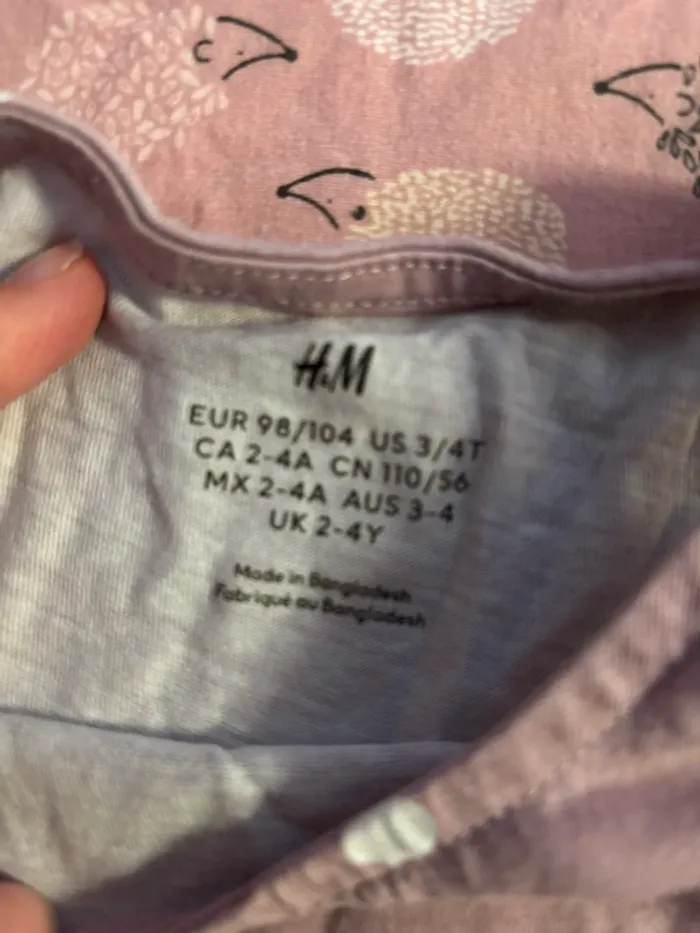 H&M
EUR 98/104 US 3/4T
CA 2-4A CN 110/56
MX 2-4A AUS 3-4
UK 2-4Y
Made in Bangladesh
Fabriqué au Bangladesh